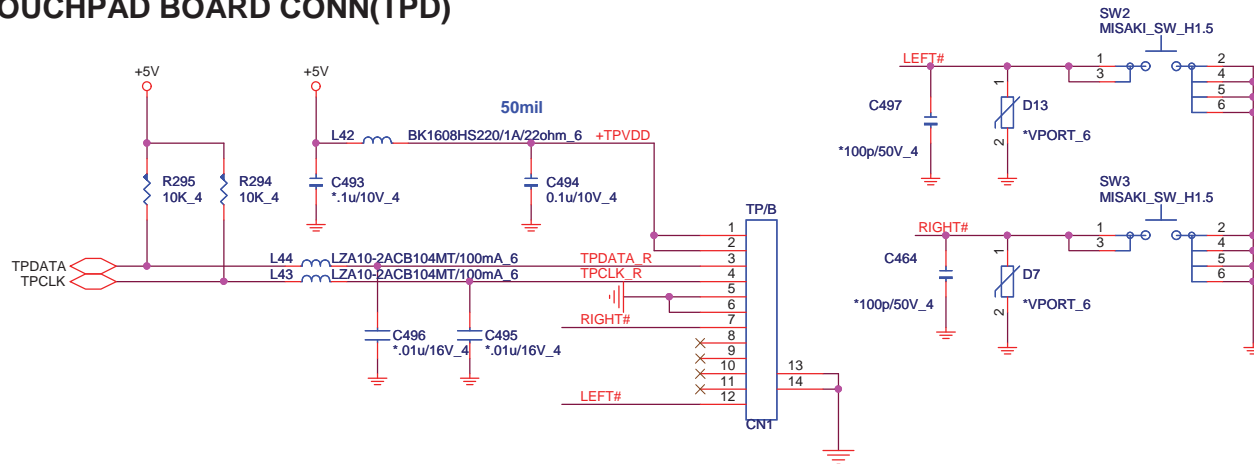 OUCHPAD BOARD CONN(TPD)
+5V
+5V
50mil
L42
BK1608HS220/1A/22ohm_6
+TPVDD
R295
10K_4
R294
10K_4
C493
*.1u/10V_4
C494
0.1u/10V_4
TPDATA
TPCLK
L44
LZA10-2ACB104MT/100mA_6
TPDATA_R
L43
LZA10-2ACB104MT/100mA_6
TPCLK_R
C496
*.01u/16V_4
C495
*.01u/16V_4
RIGHT#
LEFT#
TP/B
1
2
3
4
5
6
7
8
9
10
11
12
13
14
CN1
SW2
MISAKI_SW_H1.5
LEFT#
1
3
2
4
5
6
C497
*100p/50V_4
1
D13
*VPORT_6
2
SW3
MISAKI_SW_H1.5
RIGHT#
1
3
2
4
5
6
C464
*100p/50V_4
1
D7
*VPORT_6
2